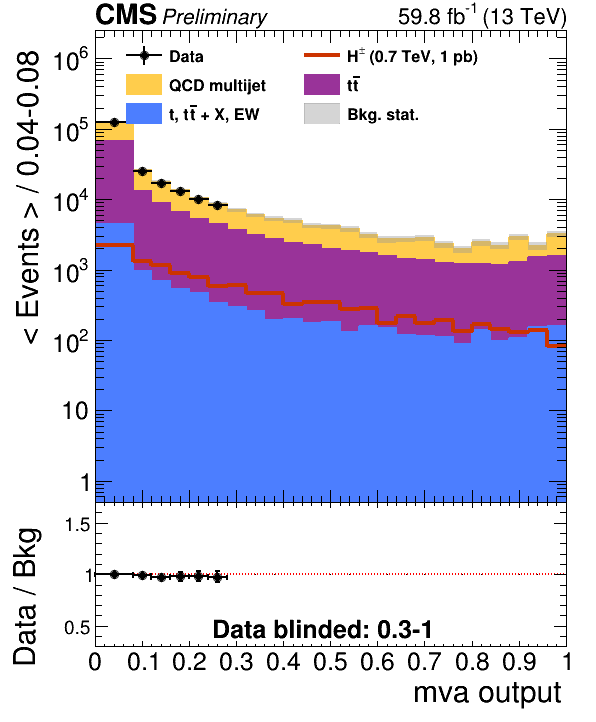 CMS Preliminary 59.8 fb⁻¹ (13 TeV)
< Events > / 0.04-0.08
10⁶
10⁵
10⁴
10³
10²
10
1
Data
H± (0.7 TeV, 1 pb)
QCD multijet
tt̄
t, tt̄ + X, EW
Bkg. stat.
Data / Bkg
1.5
1
0.5
Data blinded: 0.3-1
0 0.1 0.2 0.3 0.4 0.5 0.6 0.7 0.8 0.9 1
mva output